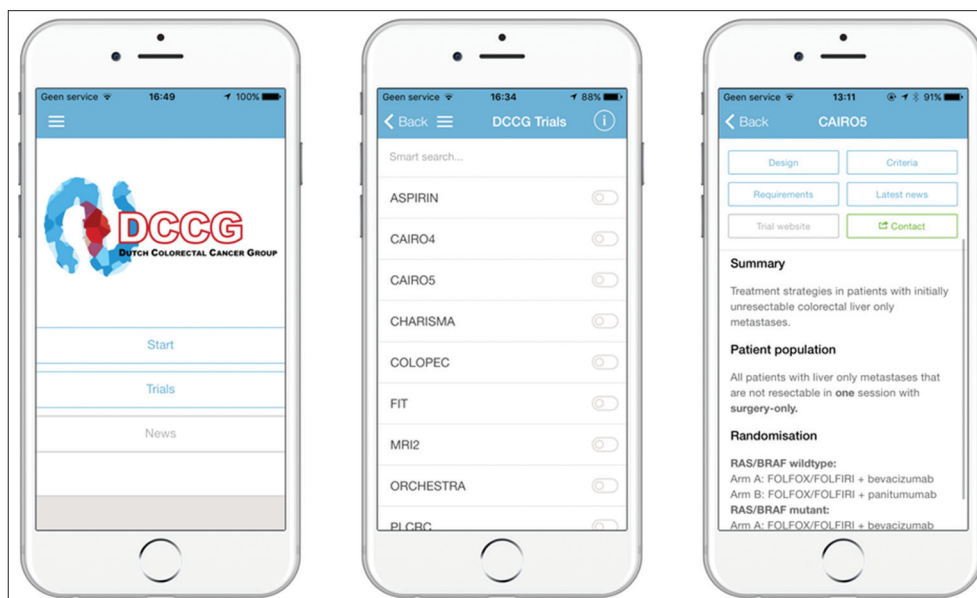 Geen service 16:49 100%
DCCG
DUTCH COLORECTAL CANCER GROUP
Start
Trials
News
Geen service 16:34 88%
Back DCCG Trials i
Smart search...
ASPIRIN
CAIRO4
CAIRO5
CHARISMA
COLOPEC
FIT
MRI2
ORCHESTRA
PLCRC
Geen service 13:11 91%
Back CAIRO5
Design Criteria
Requirements Latest news
Trial website Contact
Summary
Treatment strategies in patients with initially
unresectable colorectal liver only
metastases.
Patient population
All patients with liver only metastases that
are not resectable in one session with
surgery-only.
Randomisation
RAS/BRAF wildtype:
Arm A: FOLFOX/FOLFIRI + bevacizumab
Arm B: FOLFOX/FOLFIRI + panitumumab
RAS/BRAF mutant:
Arm A: FOLFOX/FOLFIRI + bevacizumab